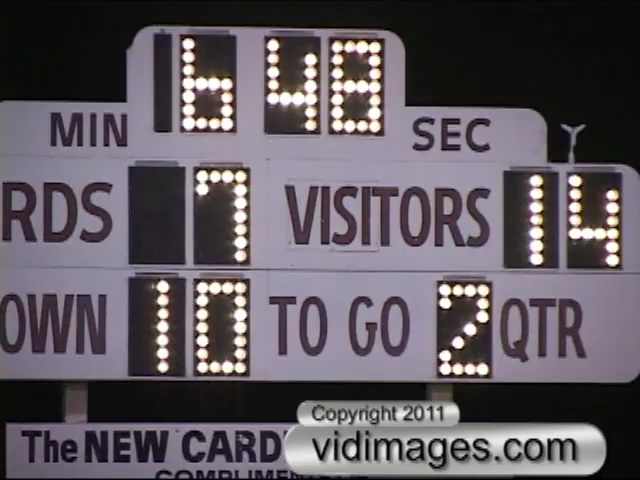 6 48
MIN SEC
RDS 7 VISITORS 14
OWN 10 TO GO 2 QTR
Copyright 2011
The NEW CARD
vidimages.com